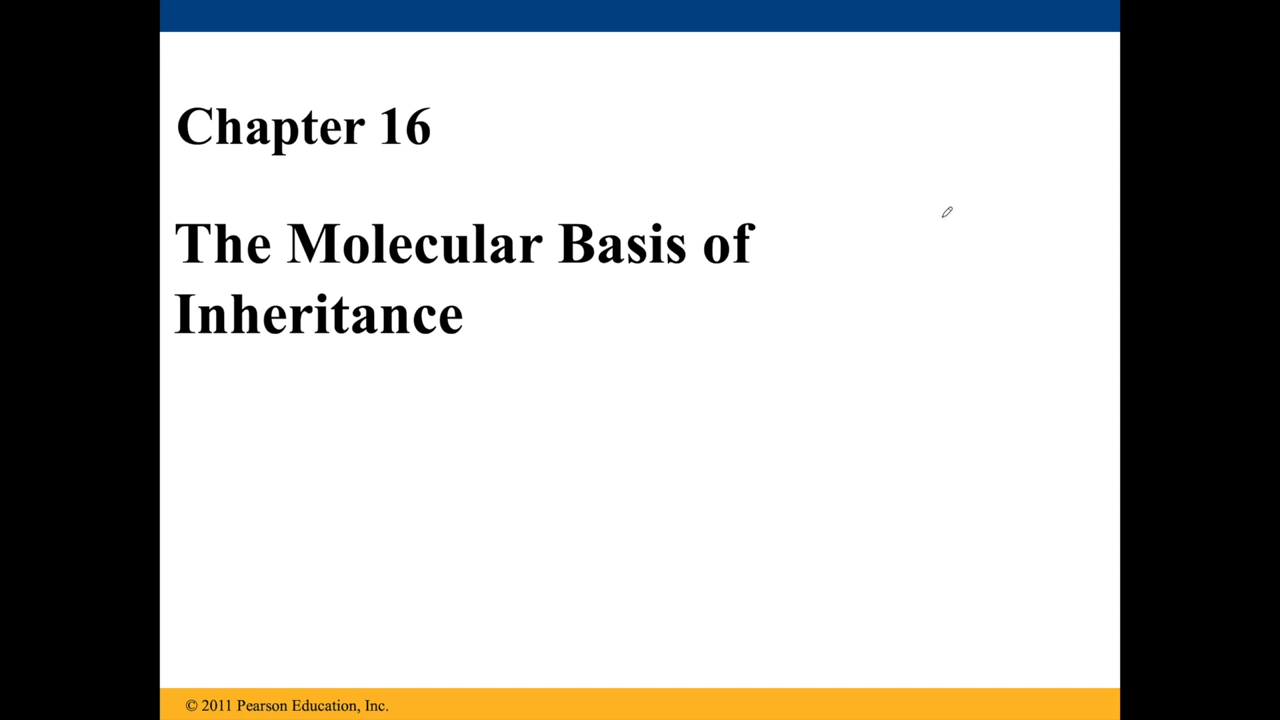 Chapter 16
The Molecular Basis of
Inheritance
© 2011 Pearson Education, Inc.